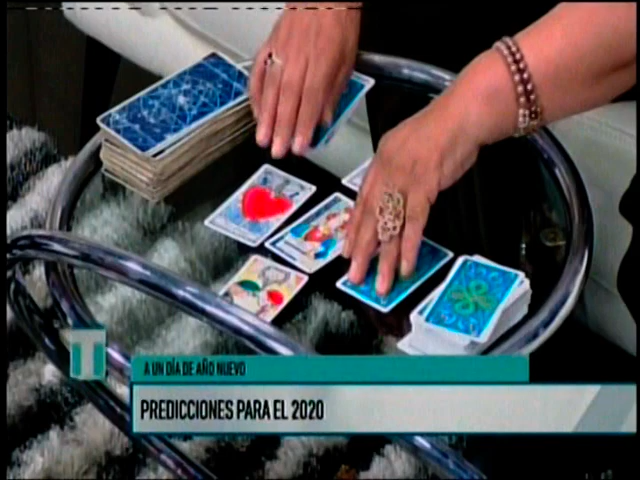 T
A UN DÍA DE AÑO NUEVO
PREDICCIONES PARA EL 2020